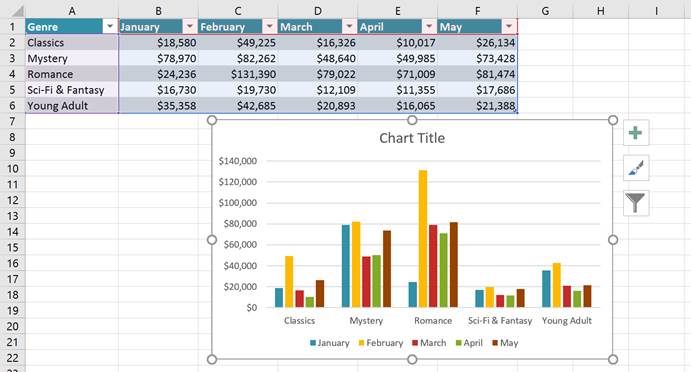 A B C D E F G H I
1 Genre January February March April May
2 Classics $18,580 $49,225 $16,326 $10,017 $26,134
3 Mystery $78,970 $82,262 $48,640 $49,985 $73,428
4 Romance $24,236 $131,390 $79,022 $71,009 $81,474
5 Sci-Fi & Fantasy $16,730 $19,730 $12,109 $11,355 $17,686
6 Young Adult $35,358 $42,685 $20,893 $16,065 $21,388
7
8 Chart Title
9
10 $140,000
11 $120,000
12
13 $100,000
14 $80,000
15
16 $60,000
17 $40,000
18 $20,000
19
20 $0
21 Classics Mystery Romance Sci-Fi & Fantasy Young Adult
22 January February March April May